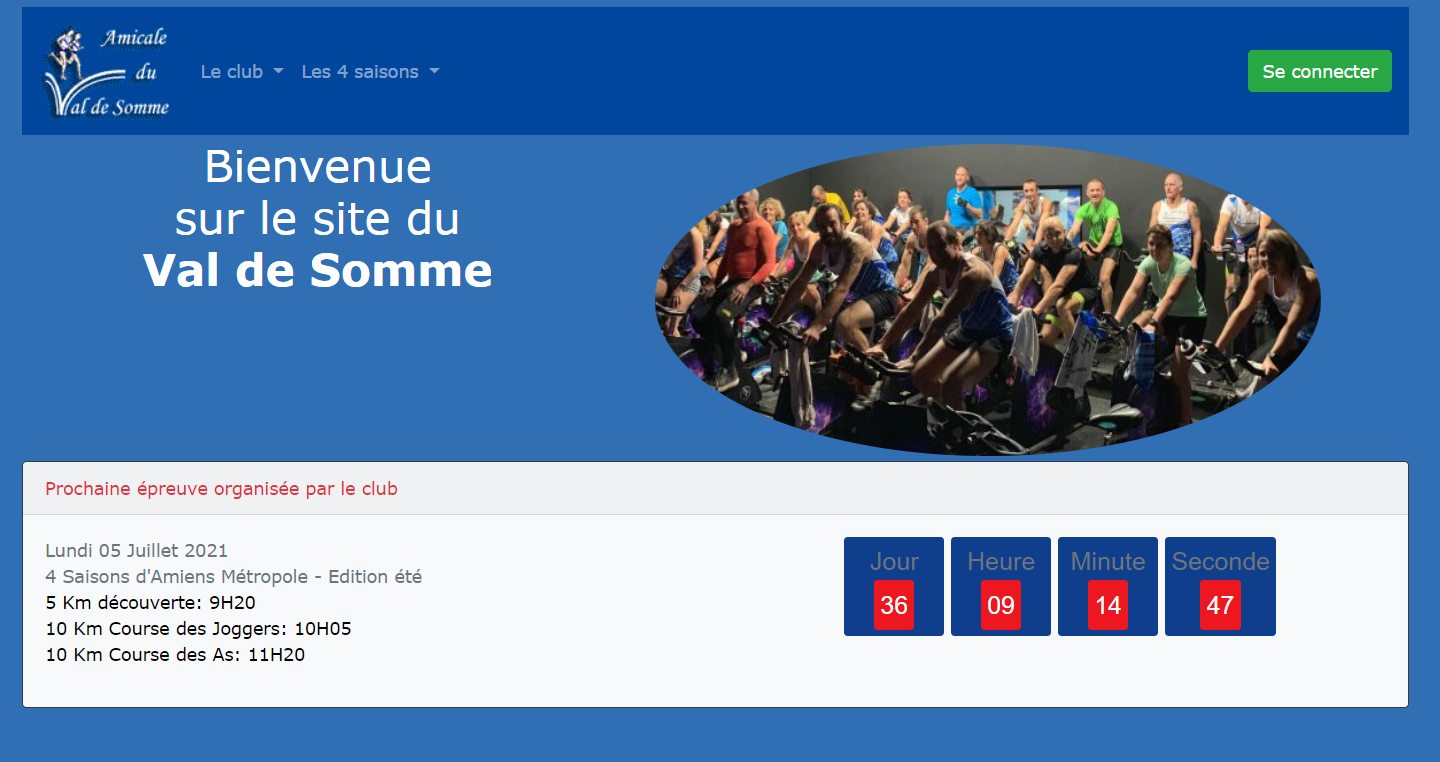 Amicale
du
Val de Somme
Le club
Les 4 saisons
Se connecter
Bienvenue
sur le site du
Val de Somme
Prochaine épreuve organisée par le club
Lundi 05 Juillet 2021
4 Saisons d'Amiens Métropole - Edition été
5 Km découverte: 9H20
10 Km Course des Joggers: 10H05
10 Km Course des As: 11H20
Jour Heure Minute Seconde
36 09 14 47